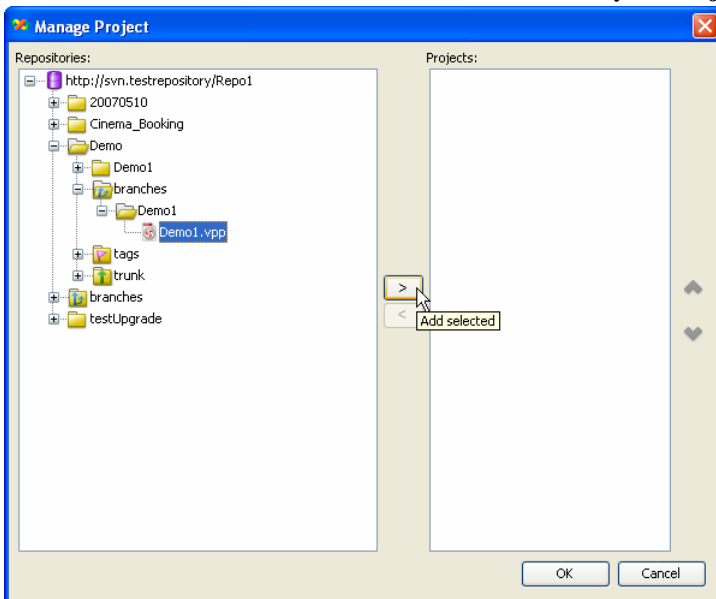 Manage Project
Repositories:
Projects:
http://svn.testrepository/Repo1
20070510
Cinema_Booking
Demo
Demo1
branches
Demo1
Demo1.vpp
tags
trunk
branches
testUpgrade
>
<
Add selected
OK
Cancel